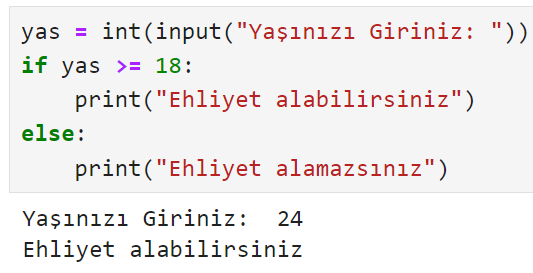 yas = int(input("Yaşınızı Giriniz: "))
if yas >= 18:
    print("Ehliyet alabilirsiniz")
else:
    print("Ehliyet alamazsınız")
Yaşınızı Giriniz:  24
Ehliyet alabilirsiniz